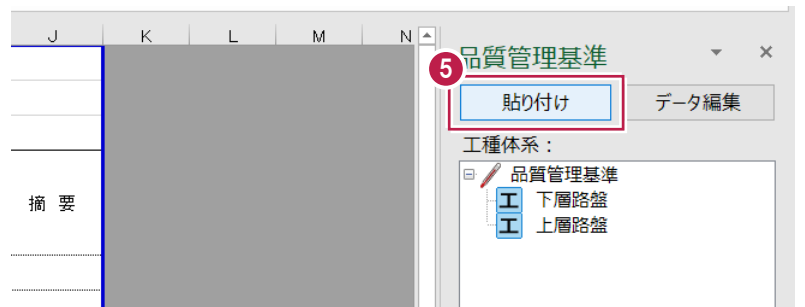 J K L M N
品質管理基準
5
貼り付け データ編集
工種体系：
品質管理基準
工 下層路盤
工 上層路盤
摘 要